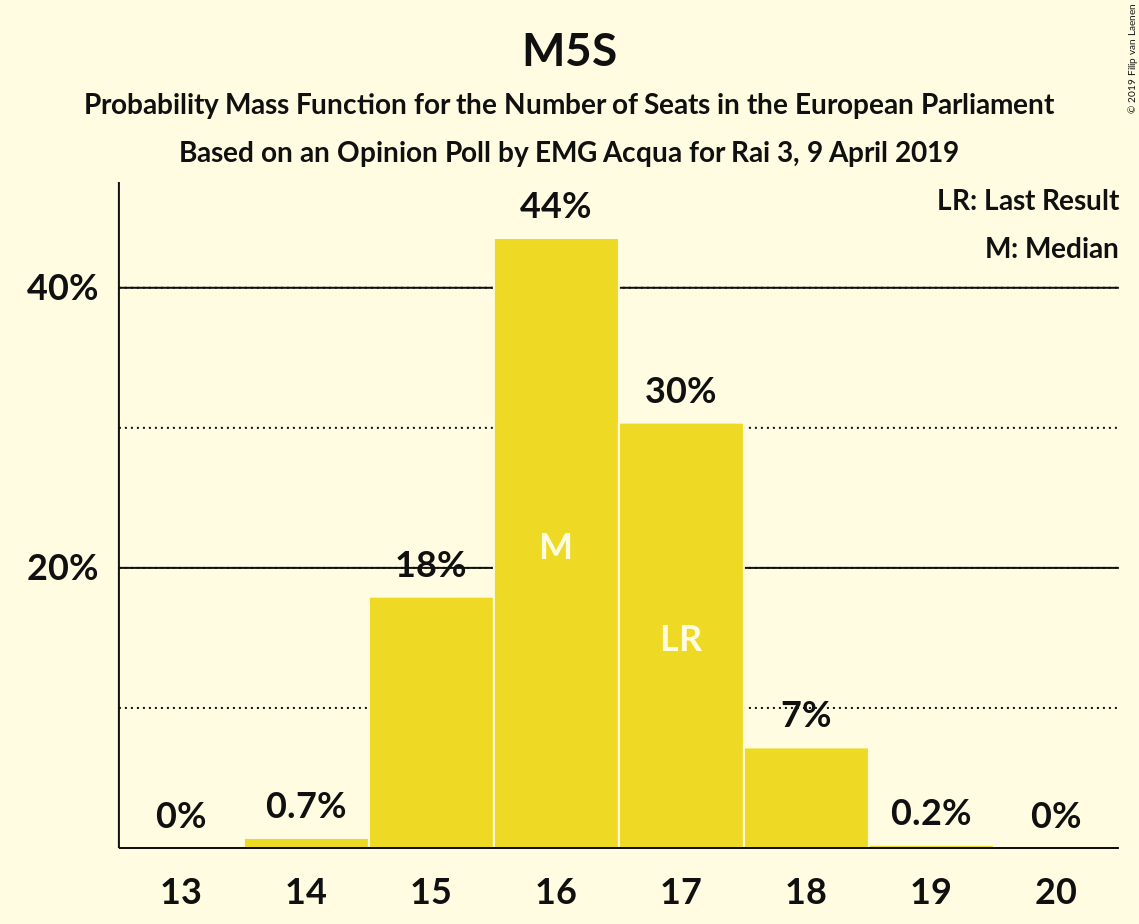 M5S
Probability Mass Function for the Number of Seats in the European Parliament
Based on an Opinion Poll by EMG Acqua for Rai 3, 9 April 2019
© 2019 Filip van Laenen
LR: Last Result
M: Median
40%
20%
0%
0.7%
18%
44%
30%
7%
0.2%
0%
M
LR
13 14 15 16 17 18 19 20